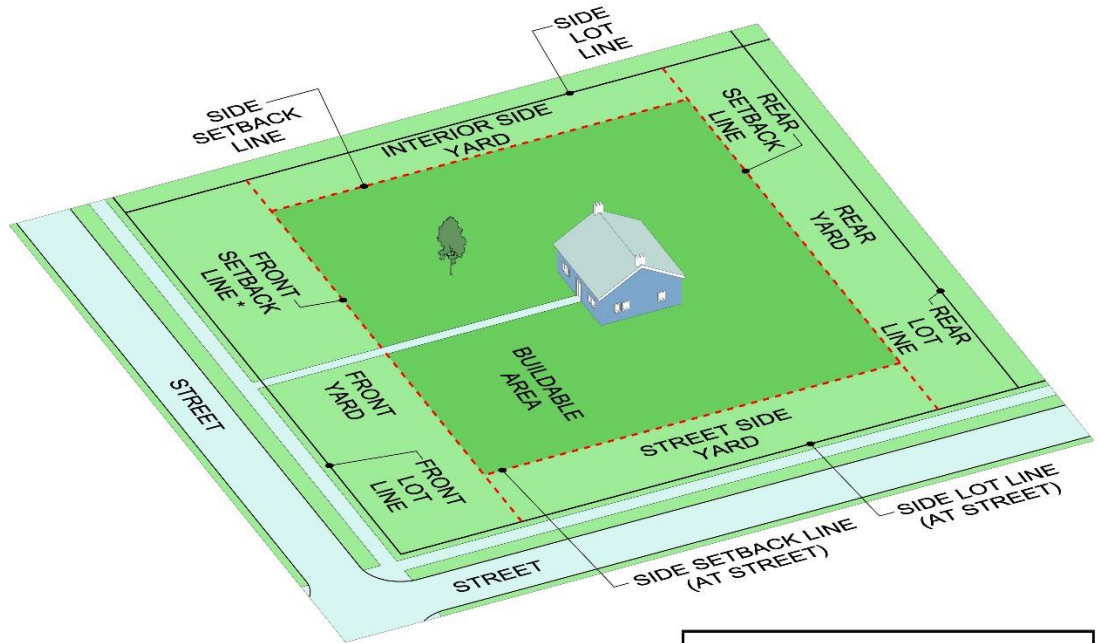 SIDE
LOT
LINE
SIDE
SETBACK
LINE
INTERIOR SIDE
YARD
REAR
SETBACK
LINE
REAR
YARD
REAR
LOT
LINE
FRONT
SETBACK
LINE *
FRONT
YARD
FRONT
LOT
LINE
BUILDABLE
AREA
STREET SIDE
YARD
STREET
STREET
SIDE LOT LINE
(AT STREET)
SIDE SETBACK LINE
(AT STREET)